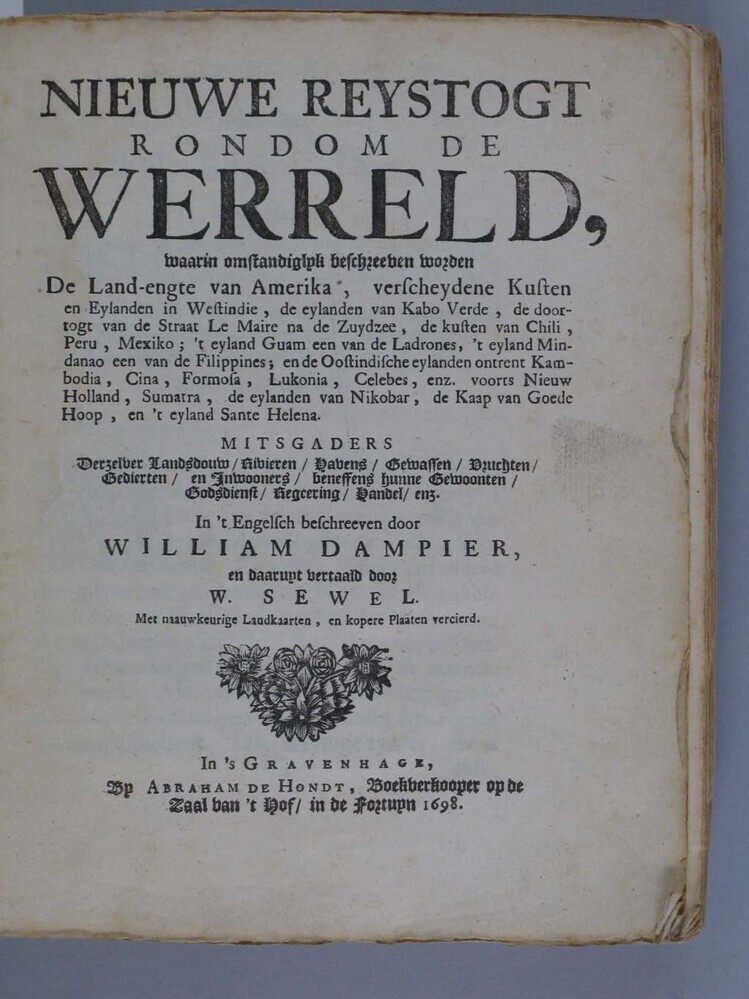 NIEUWE REYSTOGT
RONDOM DE
WERRELD,
waarin omstandiglyk beschreeven worden
De Land-engte van Amerika, verscheydene Kusten
en Eylanden in Westindie, de eylanden van Kabo Verde, de door-
togt van de Straat Le Maire na de Zuydzee, de kusten van Chili,
Peru, Mexiko; 't eyland Guam een van de Ladrones, 't eyland Min-
danao een van de Filippines; en de Oostindische eylanden ontrent Kam-
bodia, Cina, Formosa, Lukonia, Celebes, enz. voorts Nieuw
Holland, Sumatra, de eylanden van Nikobar, de Kaap van Goede
Hoop, en 't eyland Sante Helena.
MITSGADERS
Derzelver Landsdouw/ Rivieren/ Havens/ Gewassen/ Vruchten/
Gedierten/ en Inwooners/ beneffens hunne Gewoonten/
Godsdienst/ Regeering/ Handel/ enz.
In 't Engelsch beschreeven door
WILLIAM DAMPIER,
en daaruyt vertaald door
W. SEWEL.
Met naauwkeurige Landkaarten, en kopere Plaaten vercierd.
In 's GRAVENHAGE,
By ABRAHAM DE HONDT, Boekverkooper op de
Zaal van 't Hof/ in de Fortuyn 1698.